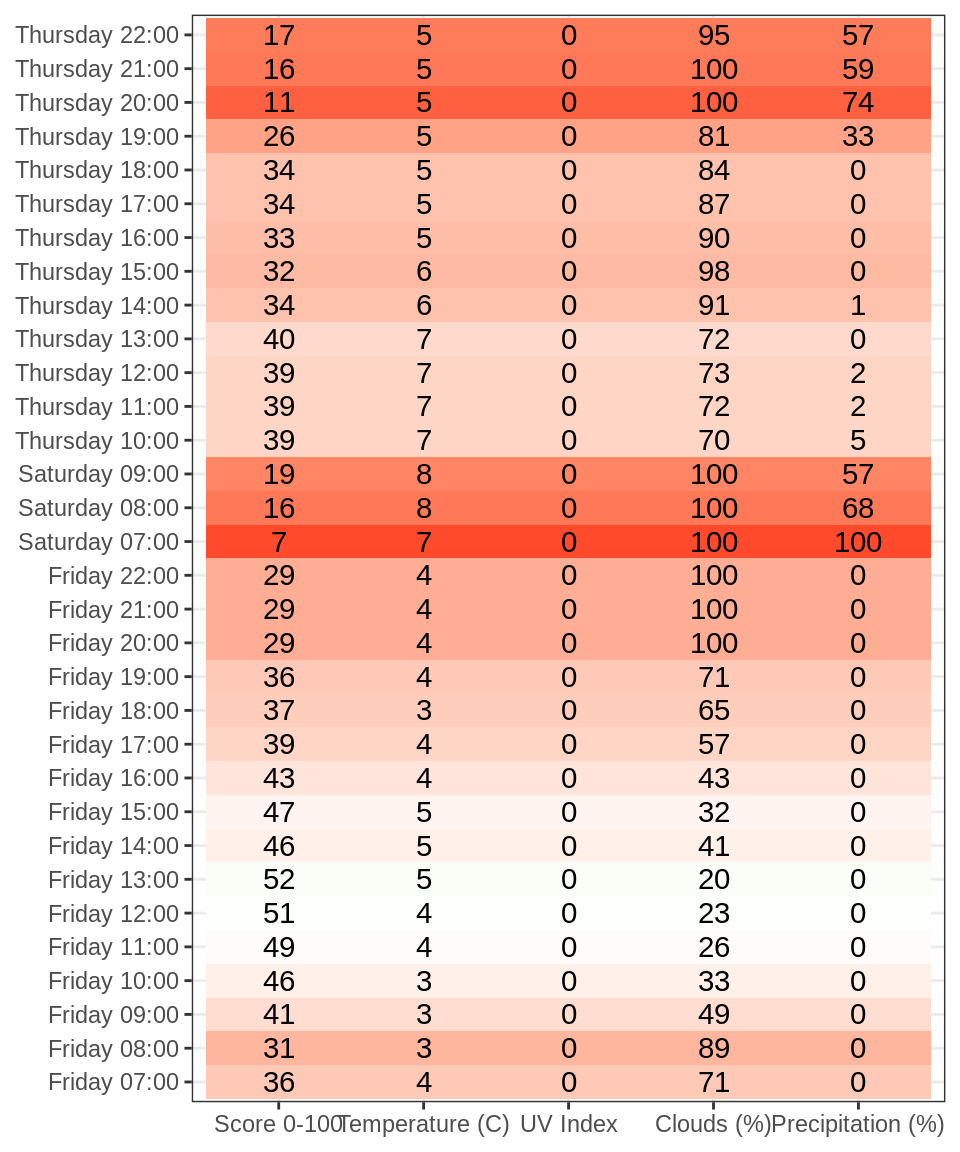 Thursday 22:00 17 5 0 95 57
Thursday 21:00 16 5 0 100 59
Thursday 20:00 11 5 0 100 74
Thursday 19:00 26 5 0 81 33
Thursday 18:00 34 5 0 84 0
Thursday 17:00 34 5 0 87 0
Thursday 16:00 33 5 0 90 0
Thursday 15:00 32 6 0 98 0
Thursday 14:00 34 6 0 91 1
Thursday 13:00 40 7 0 72 0
Thursday 12:00 39 7 0 73 2
Thursday 11:00 39 7 0 72 2
Thursday 10:00 39 7 0 70 5
Saturday 09:00 19 8 0 100 57
Saturday 08:00 16 8 0 100 68
Saturday 07:00 7 7 0 100 100
Friday 22:00 29 4 0 100 0
Friday 21:00 29 4 0 100 0
Friday 20:00 29 4 0 100 0
Friday 19:00 36 4 0 71 0
Friday 18:00 37 3 0 65 0
Friday 17:00 39 4 0 57 0
Friday 16:00 43 4 0 43 0
Friday 15:00 47 5 0 32 0
Friday 14:00 46 5 0 41 0
Friday 13:00 52 5 0 20 0
Friday 12:00 51 4 0 23 0
Friday 11:00 49 4 0 26 0
Friday 10:00 46 3 0 33 0
Friday 09:00 41 3 0 49 0
Friday 08:00 31 3 0 89 0
Friday 07:00 36 4 0 71 0
Score 0-100 Temperature (C) UV Index Clouds (%) Precipitation (%)